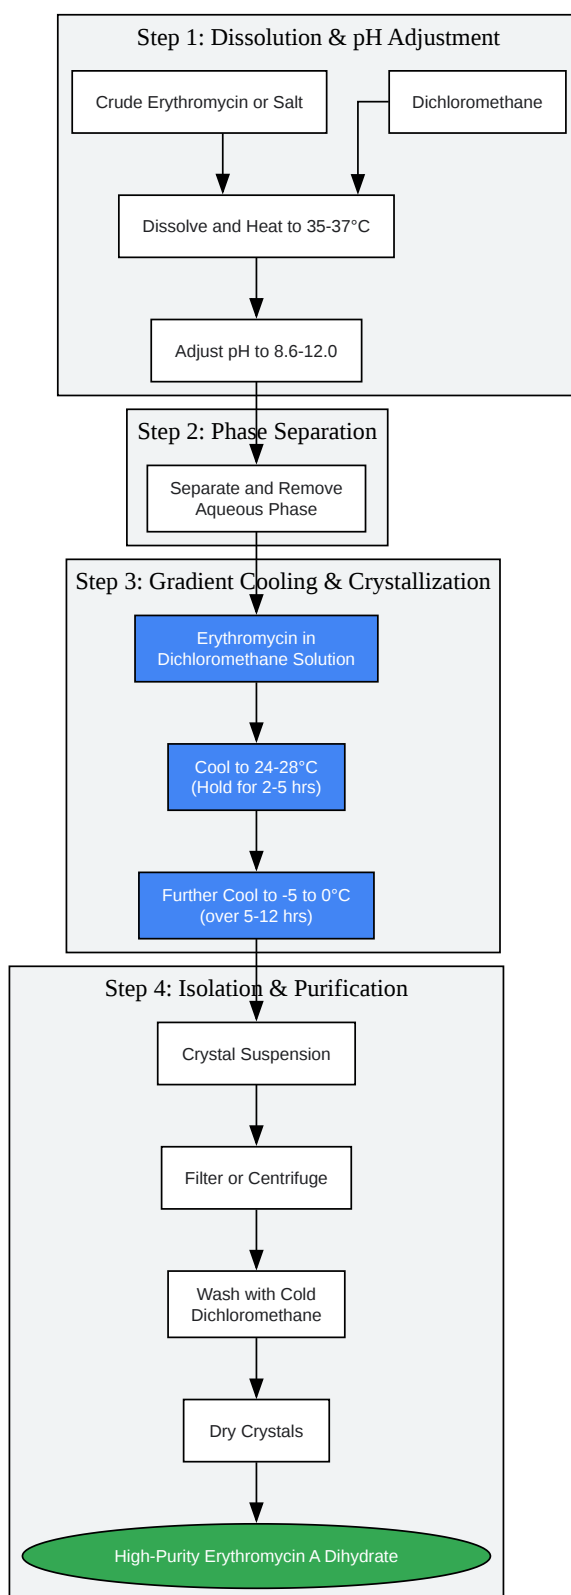 Step 1: Dissolution & pH Adjustment
Crude Erythromycin or Salt
Dichloromethane
Dissolve and Heat to 35-37°C
Adjust pH to 8.6-12.0
Step 2: Phase Separation
Separate and Remove
Aqueous Phase
Step 3: Gradient Cooling & Crystallization
Erythromycin in
Dichloromethane Solution
Cool to 24-28°C
(Hold for 2-5 hrs)
Further Cool to -5 to 0°C
(over 5-12 hrs)
Step 4: Isolation & Purification
Crystal Suspension
Filter or Centrifuge
Wash with Cold
Dichloromethane
Dry Crystals
High-Purity Erythromycin A Dihydrate